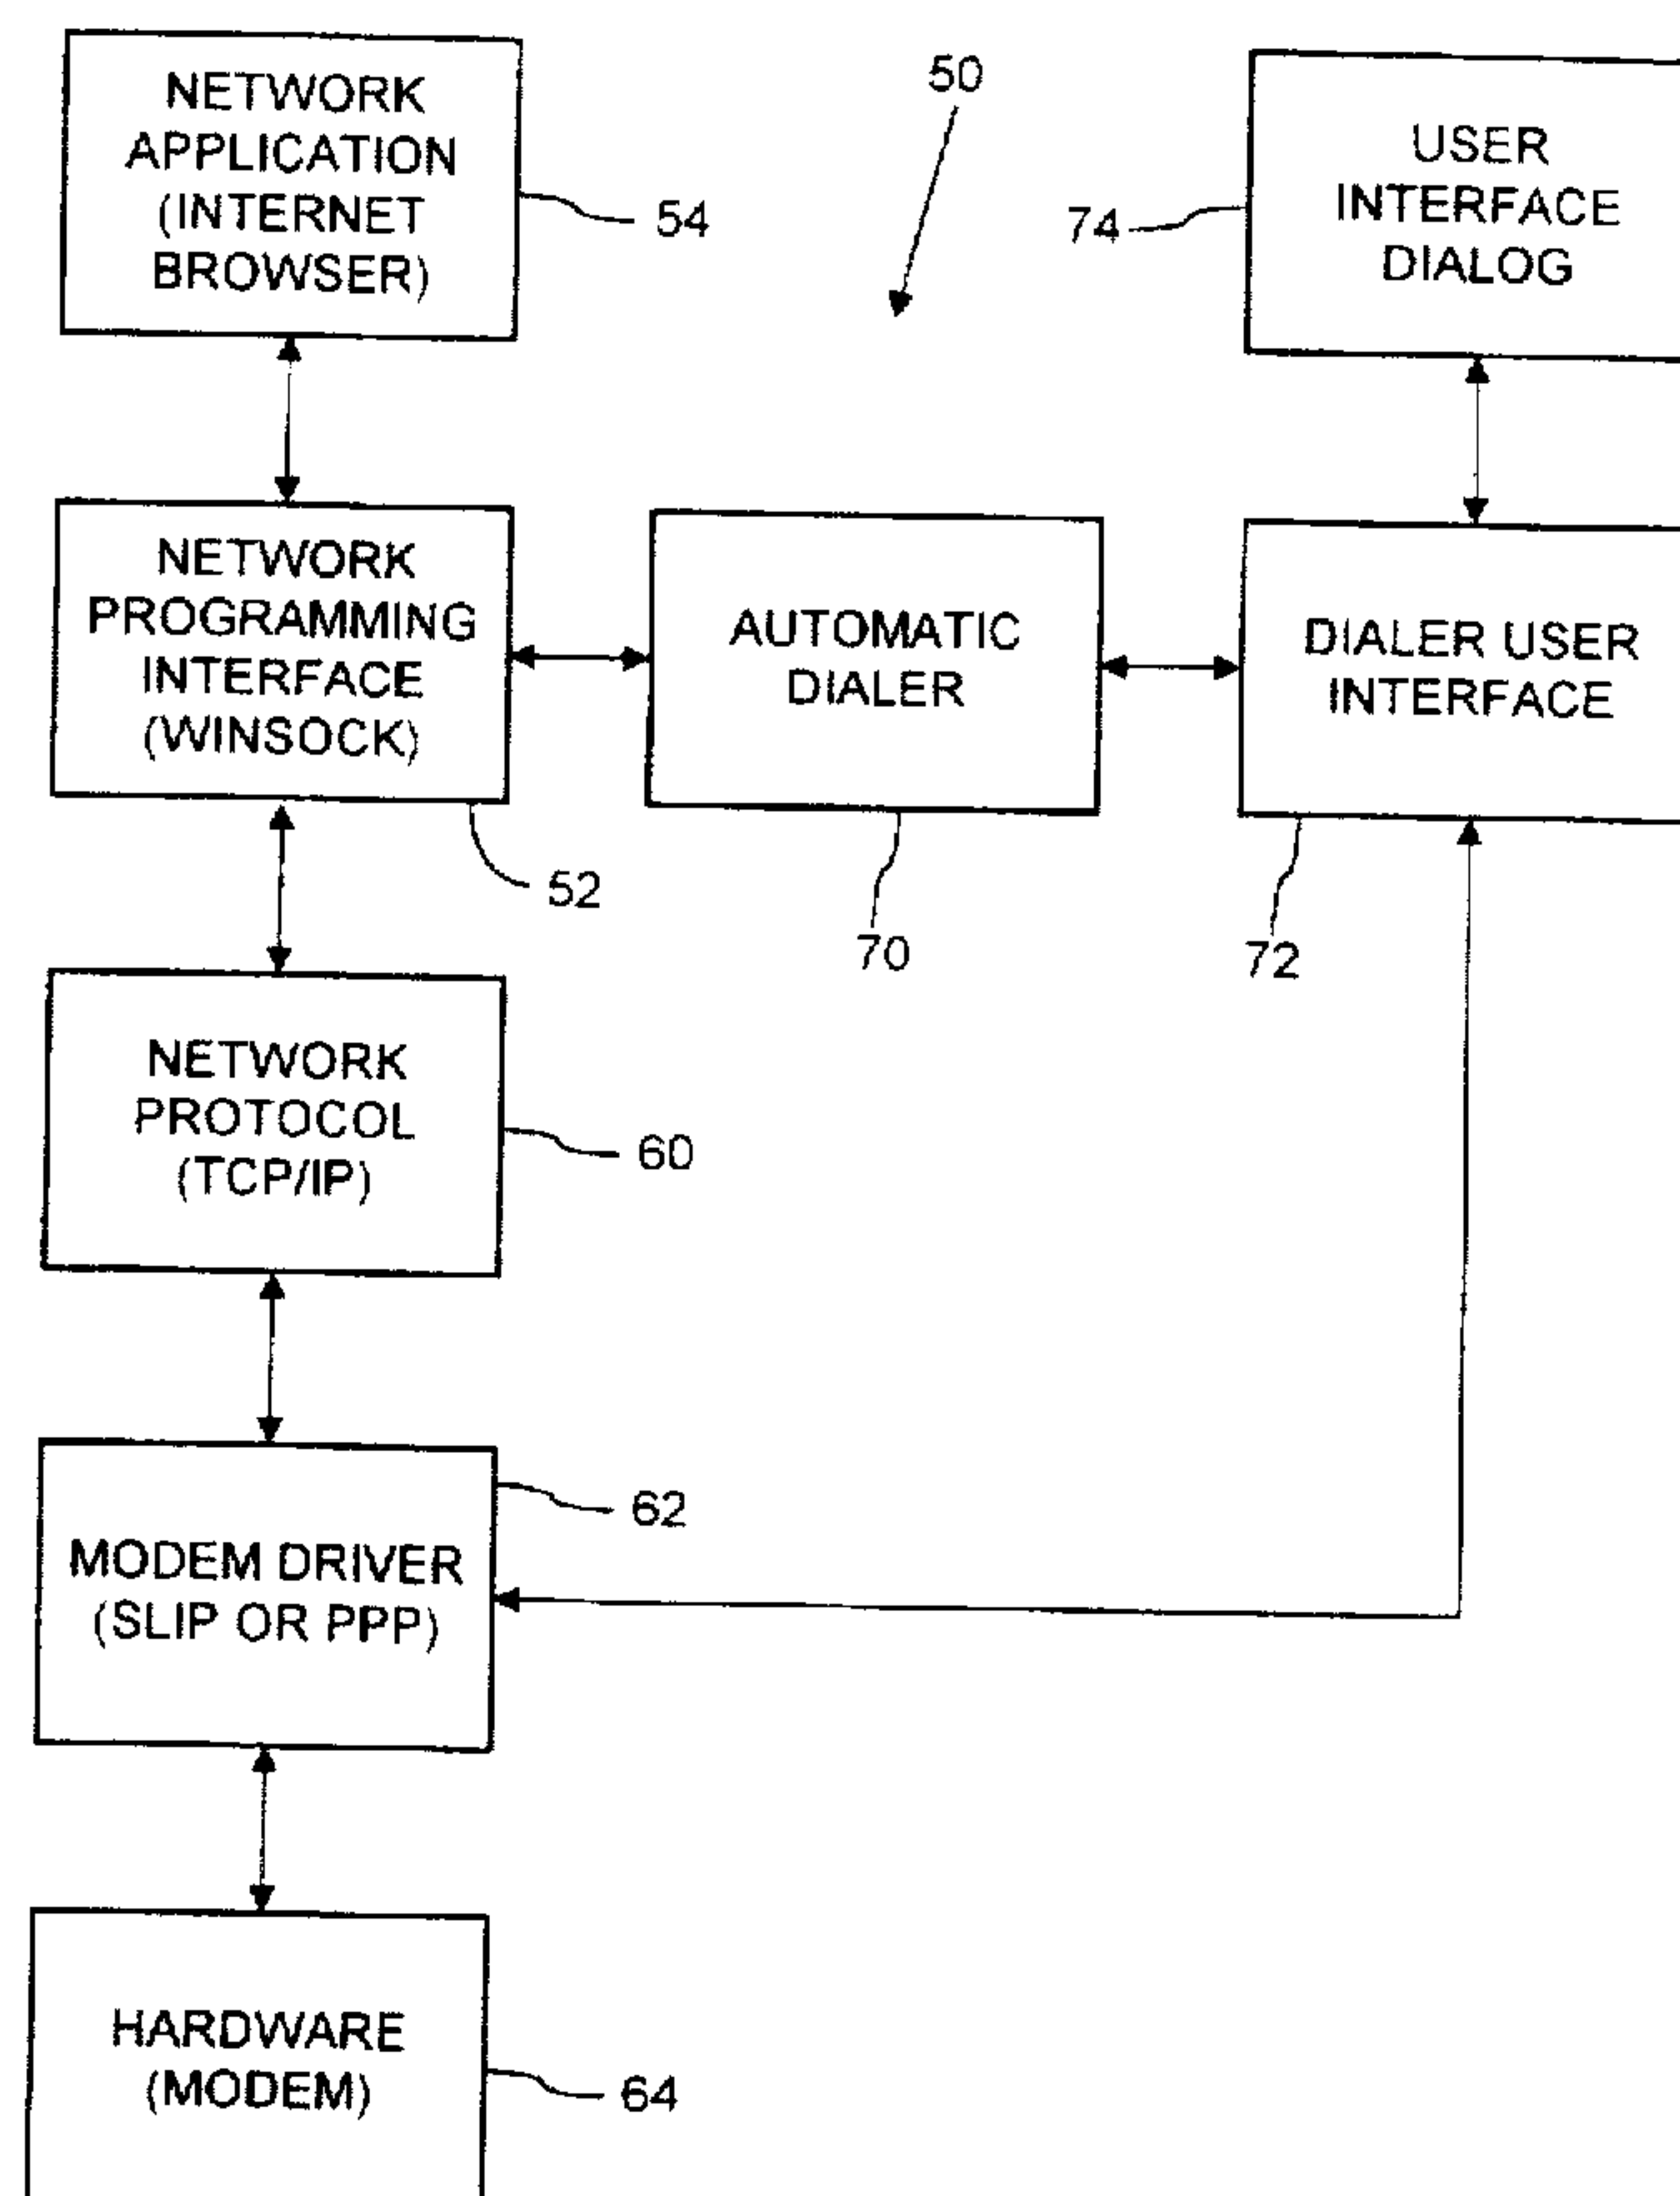 NETWORK
APPLICATION
(INTERNET
BROWSER)
54
50
74
USER
INTERFACE
DIALOG
NETWORK
PROGRAMMING
INTERFACE
(WINSOCK)
52
AUTOMATIC
DIALER
70
DIALER USER
INTERFACE
72
NETWORK
PROTOCOL
(TCP/IP)
60
MODEM DRIVER
(SLIP OR PPP)
62
HARDWARE
(MODEM)
64